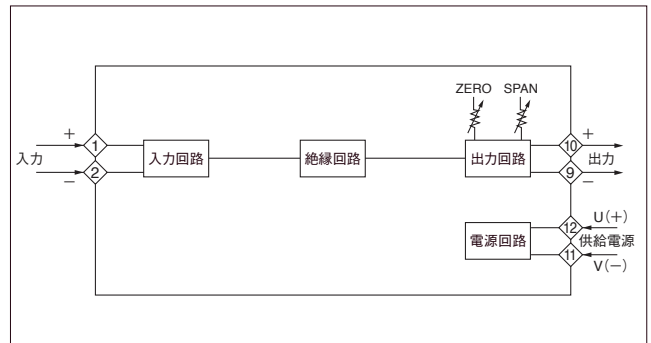 ZERO SPAN
入力
+
1
−
2
入力回路
絶縁回路
出力回路
10
+
9
−
出力
電源回路
12
U(+)
供給電源
11
V(−)